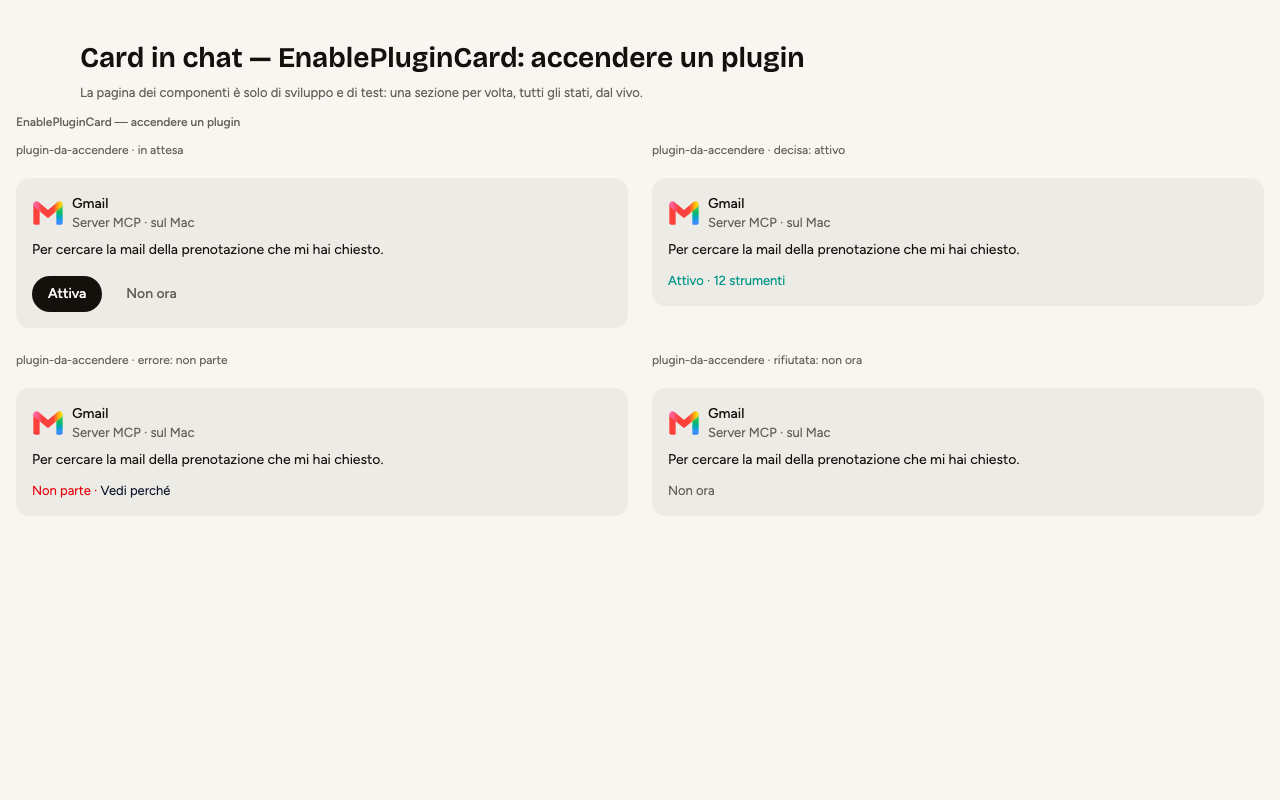 Card in chat — EnablePluginCard: accendere un plugin
La pagina dei componenti è solo di sviluppo e di test: una sezione per volta, tutti gli stati, dal vivo.
EnablePluginCard — accendere un plugin
plugin-da-accendere · in attesa
Gmail
Server MCP · sul Mac
Per cercare la mail della prenotazione che mi hai chiesto.
Attiva
Non ora
plugin-da-accendere · decisa: attivo
Gmail
Server MCP · sul Mac
Per cercare la mail della prenotazione che mi hai chiesto.
Attivo · 12 strumenti
plugin-da-accendere · errore: non parte
Gmail
Server MCP · sul Mac
Per cercare la mail della prenotazione che mi hai chiesto.
Non parte · Vedi perché
plugin-da-accendere · rifiutata: non ora
Gmail
Server MCP · sul Mac
Per cercare la mail della prenotazione che mi hai chiesto.
Non ora